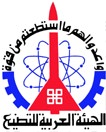 وأعدوا لهم ما استطعتم من قوة
الهيئة العربية للتصنيع